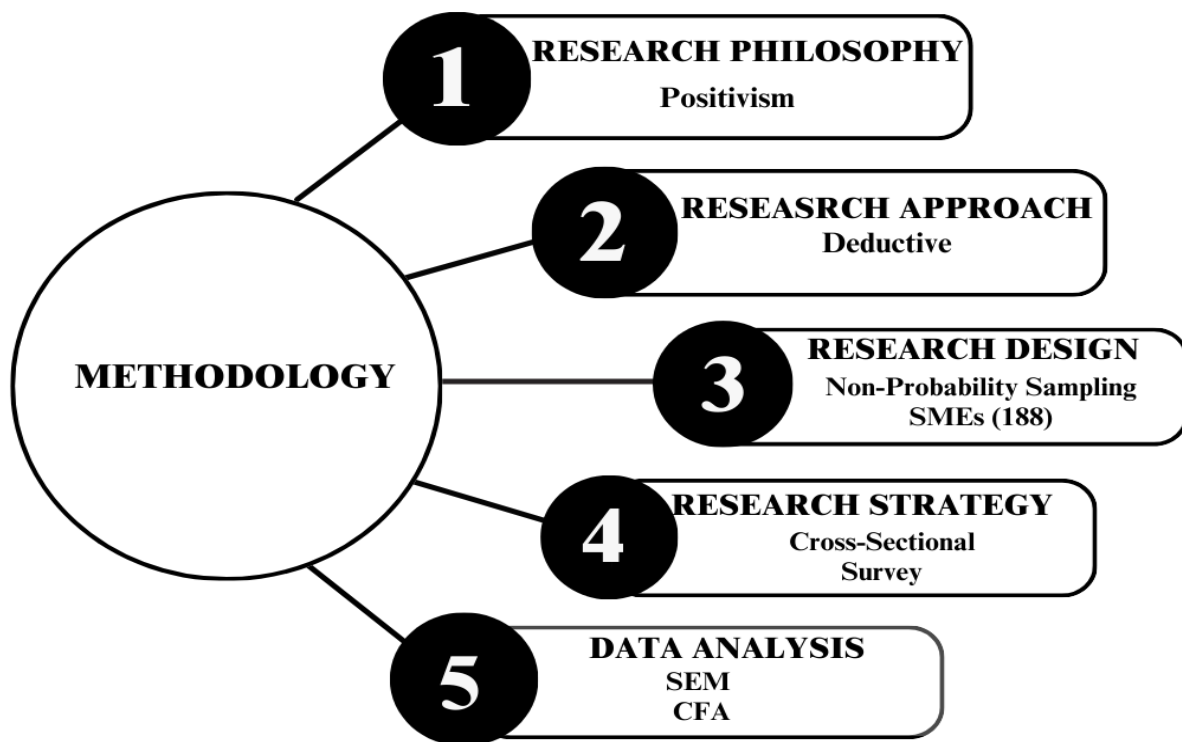 1
RESEARCH PHILOSOPHY
Positivism
2
RESEASRCH APPROACH
Deductive
METHODOLOGY
3
RESEARCH DESIGN
Non-Probability Sampling
SMEs (188)
4
RESEARCH STRATEGY
Cross-Sectional
Survey
5
DATA ANALYSIS
SEM
CFA